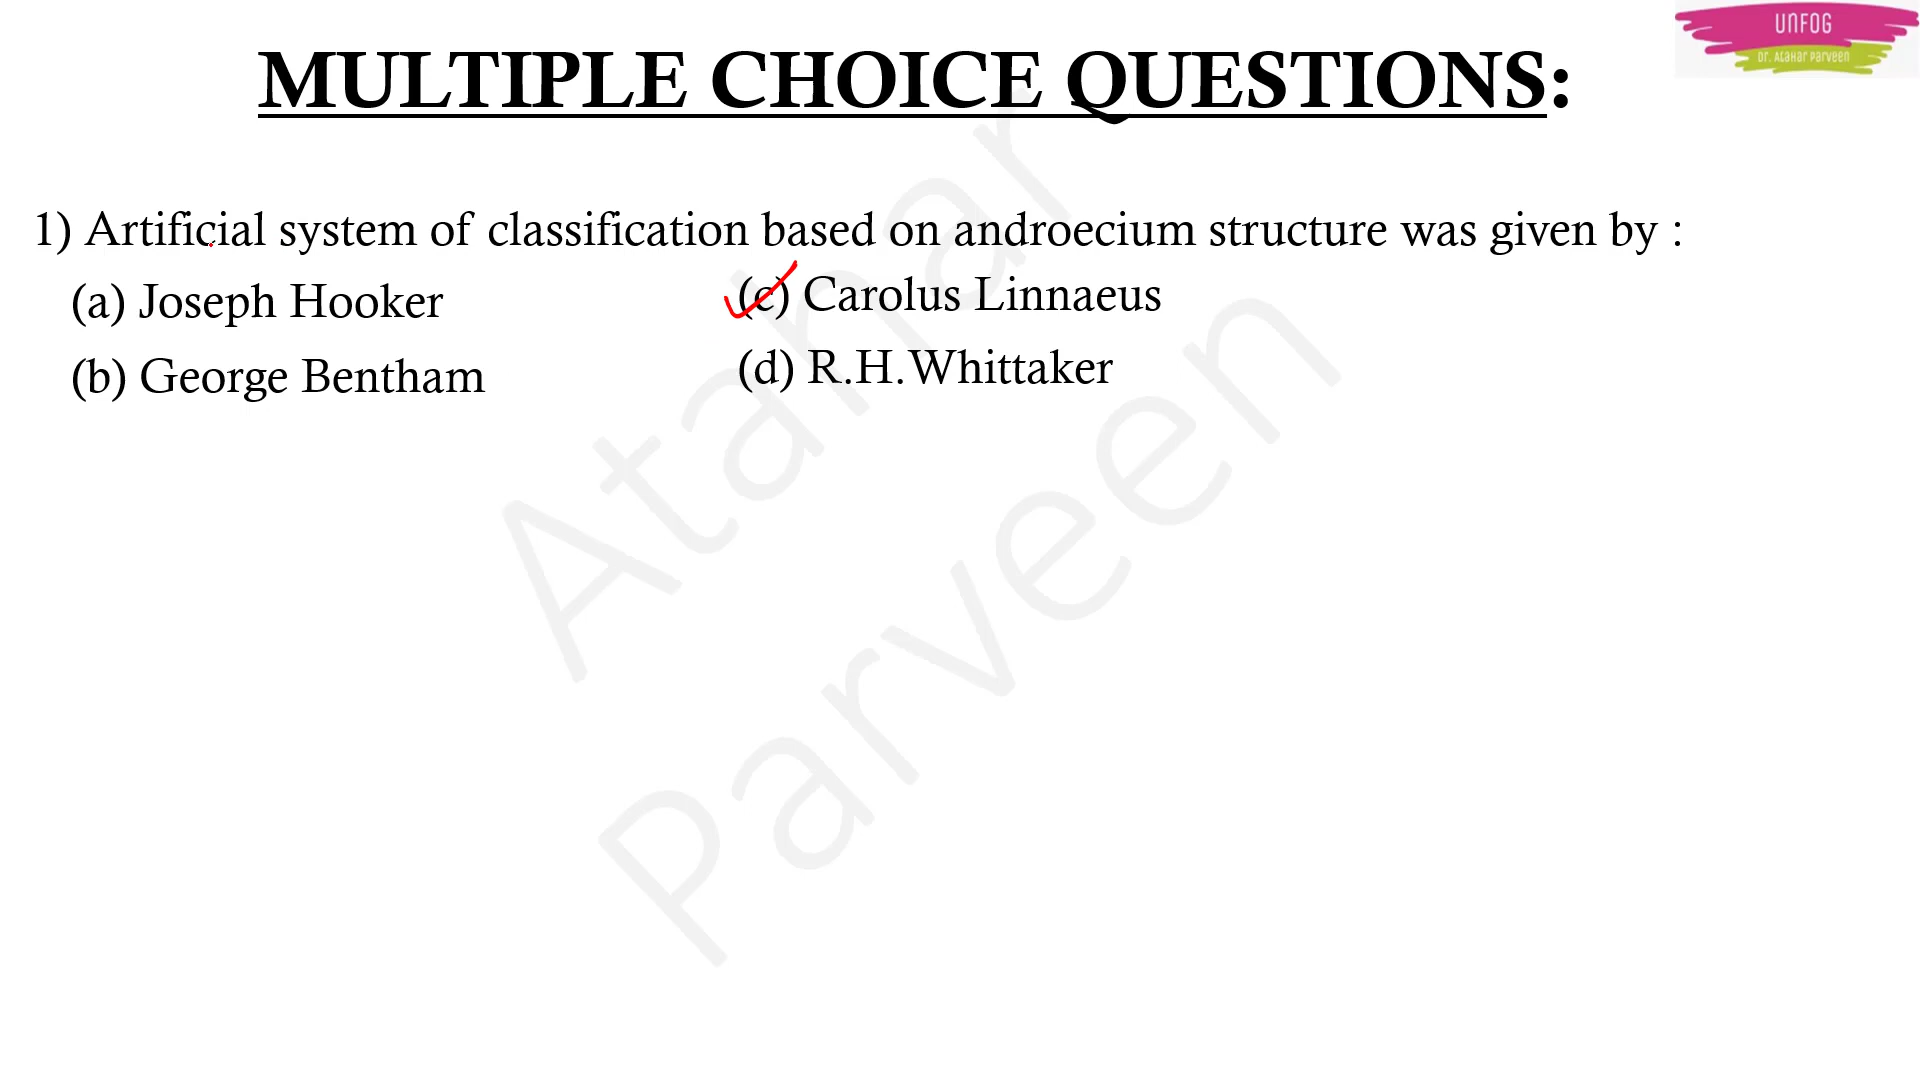 UNFOG
Dr. Atahar Parveen
MULTIPLE CHOICE QUESTIONS:
1) Artificial system of classification based on androecium structure was given by :
(a) Joseph Hooker
(c) Carolus Linnaeus
(b) George Bentham
(d) R.H.Whittaker
Atahar
Parveen